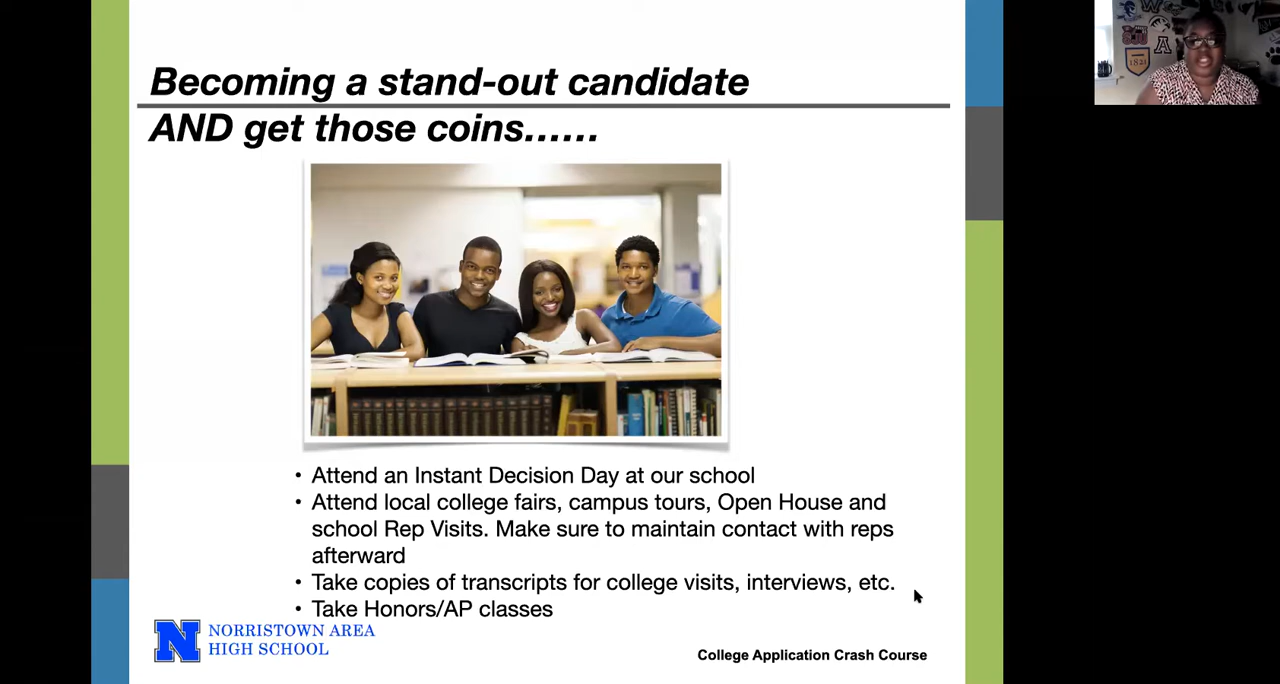 Becoming a stand-out candidate
AND get those coins......
• Attend an Instant Decision Day at our school
• Attend local college fairs, campus tours, Open House and
school Rep Visits. Make sure to maintain contact with reps
afterward
• Take copies of transcripts for college visits, interviews, etc.
• Take Honors/AP classes
N NORRISTOWN AREA
HIGH SCHOOL
College Application Crash Course
W
A
1821